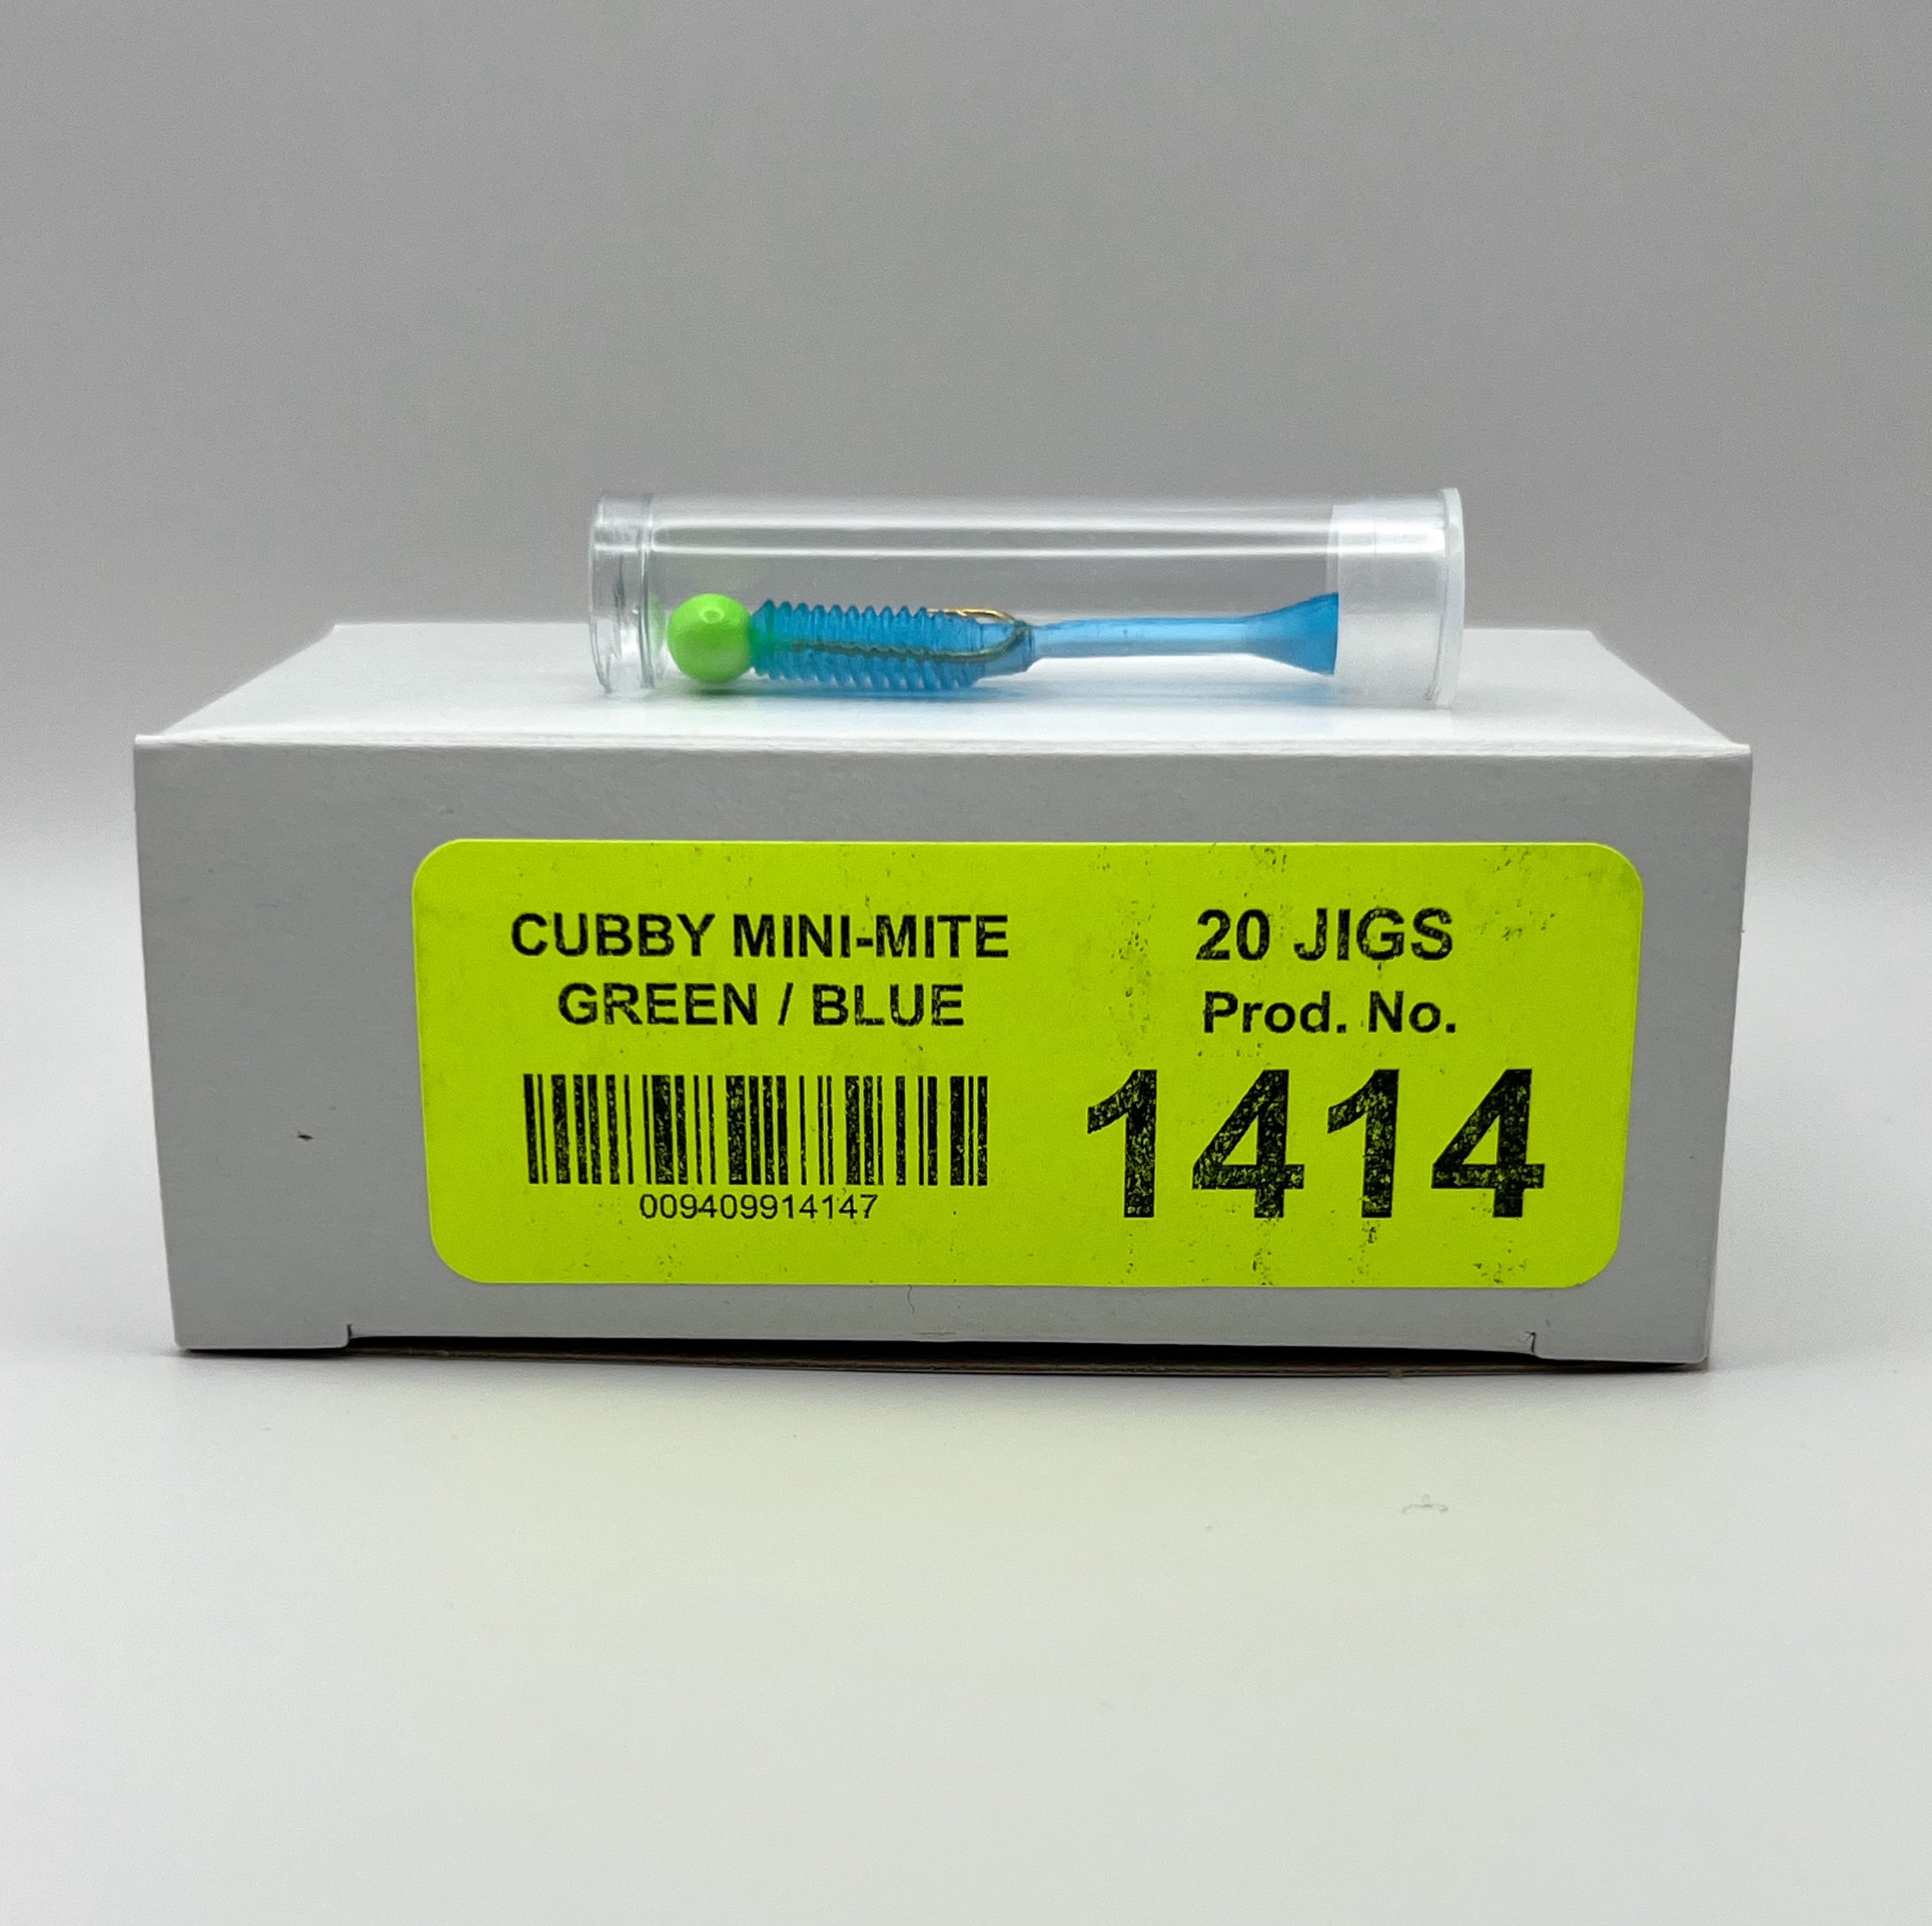 CUBBY MINI-MITE
GREEN / BLUE
009409914147
20 JIGS
Prod. No.
1414